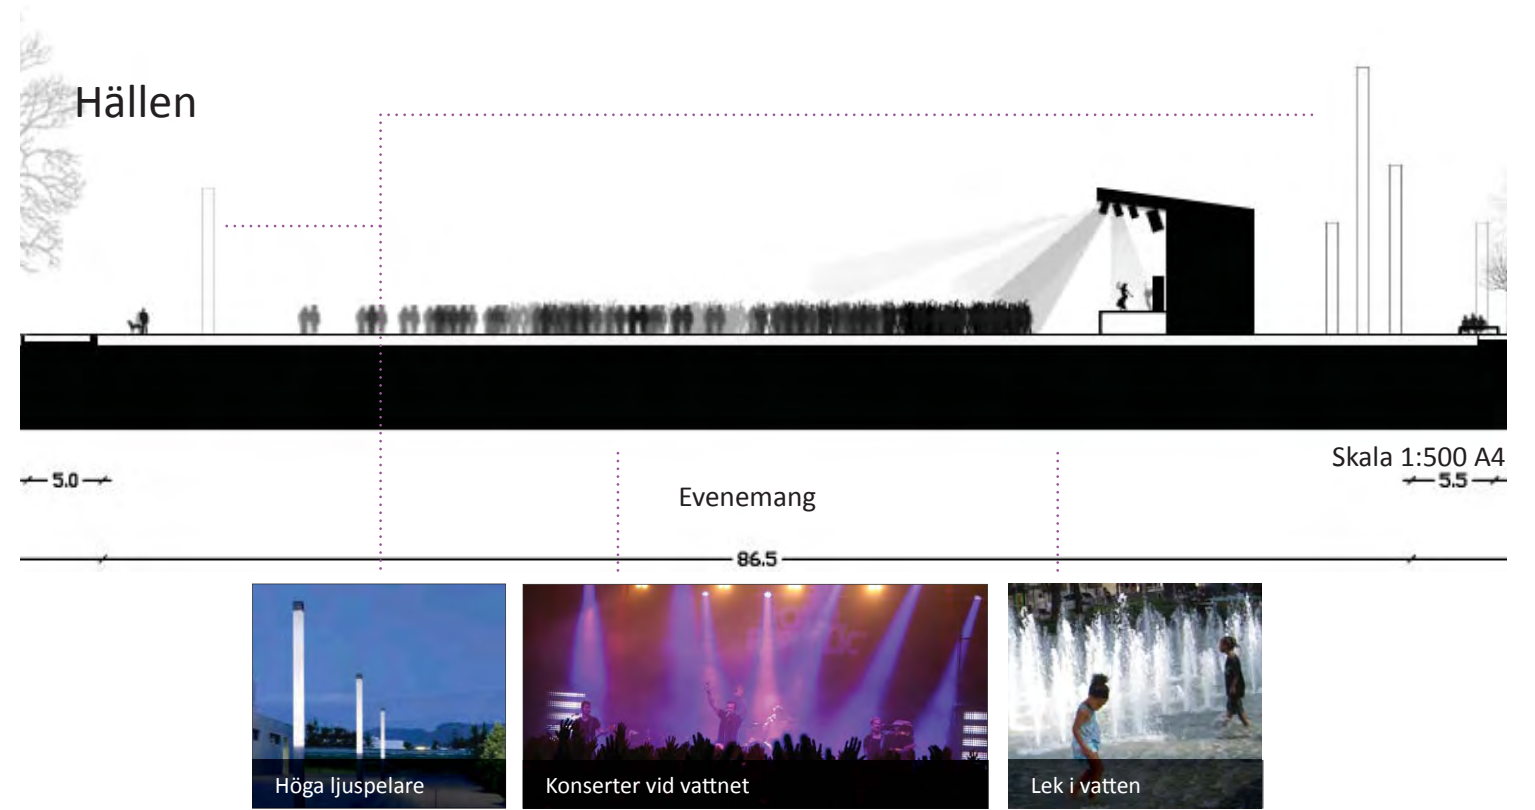 Hällen
Skala 1:500 A4
5.0
5.5
Evenemang
86.5
Höga ljuspelare
Konserter vid vattnet
Lek i vatten